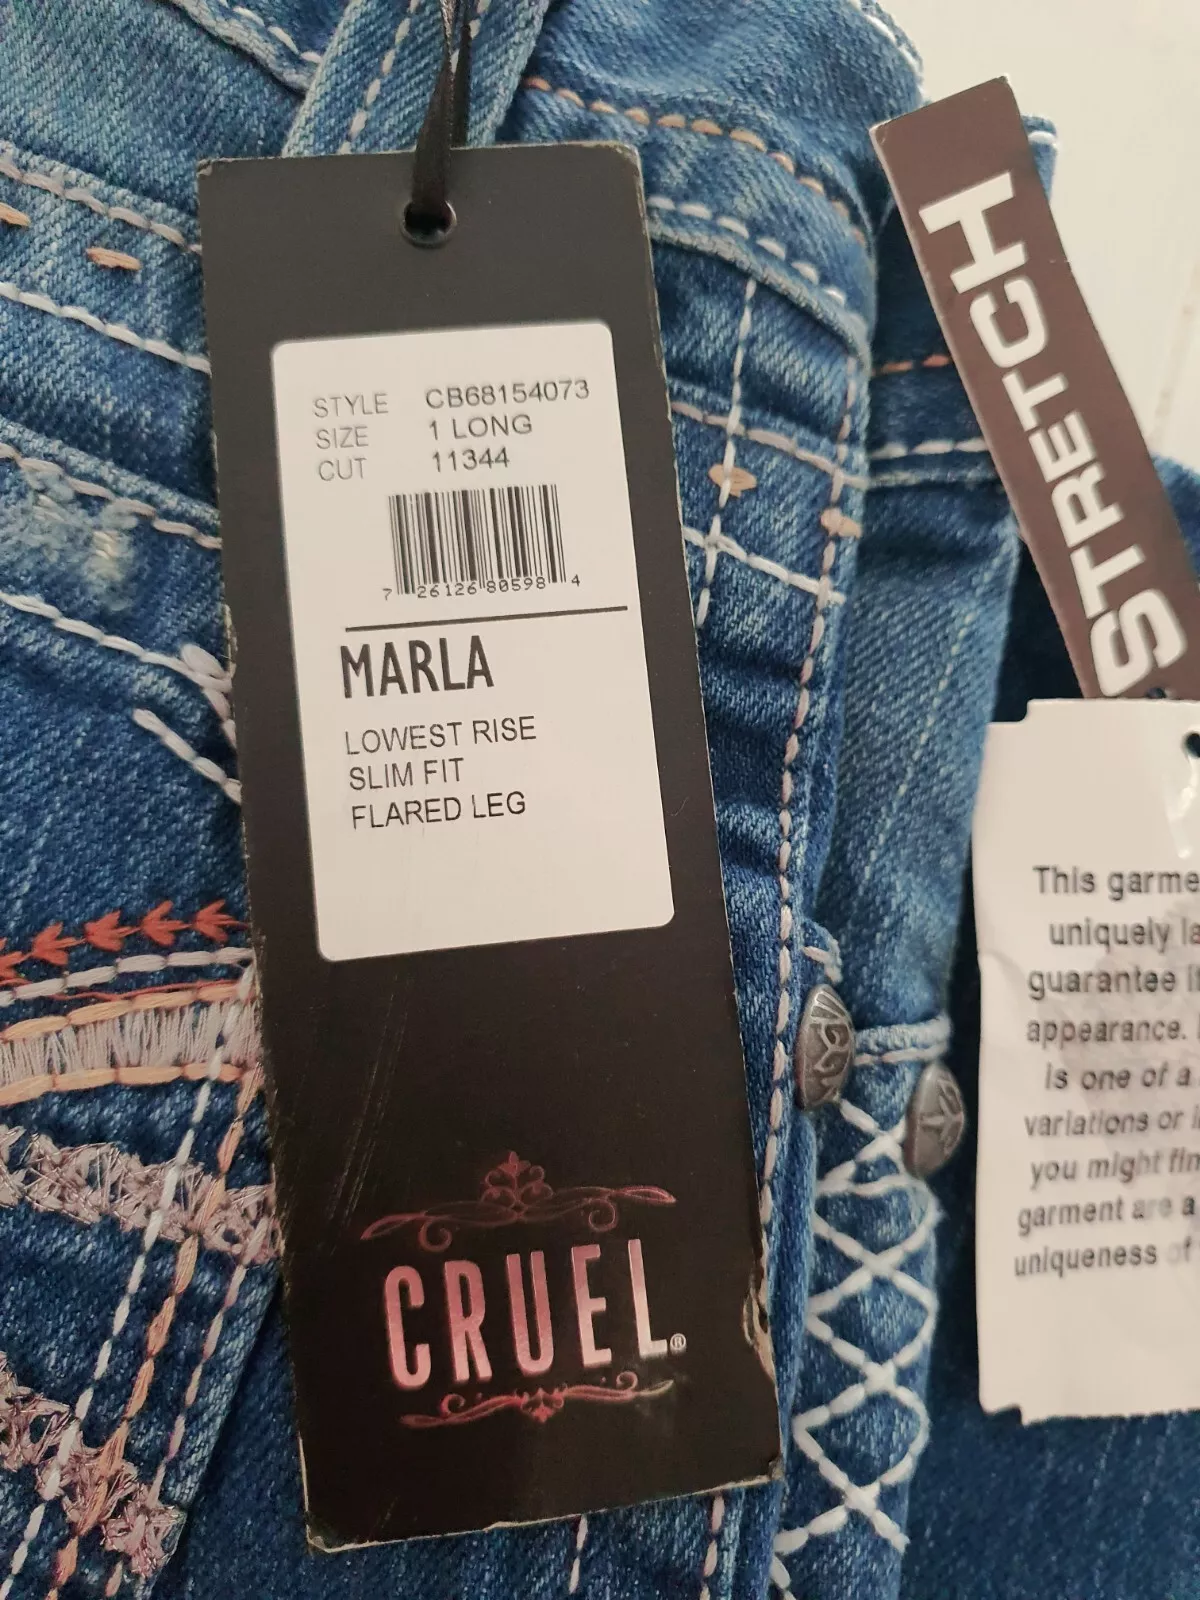 STYLE CB68154073
SIZE 1 LONG
CUT 11344
7 26126 80598 4
MARLA
LOWEST RISE
SLIM FIT
FLARED LEG
CRUEL®
STRETCH
This garme
uniquely la
guarantee
appearance.
is one of a
variations or
you might fin
garment are a
uniqueness of